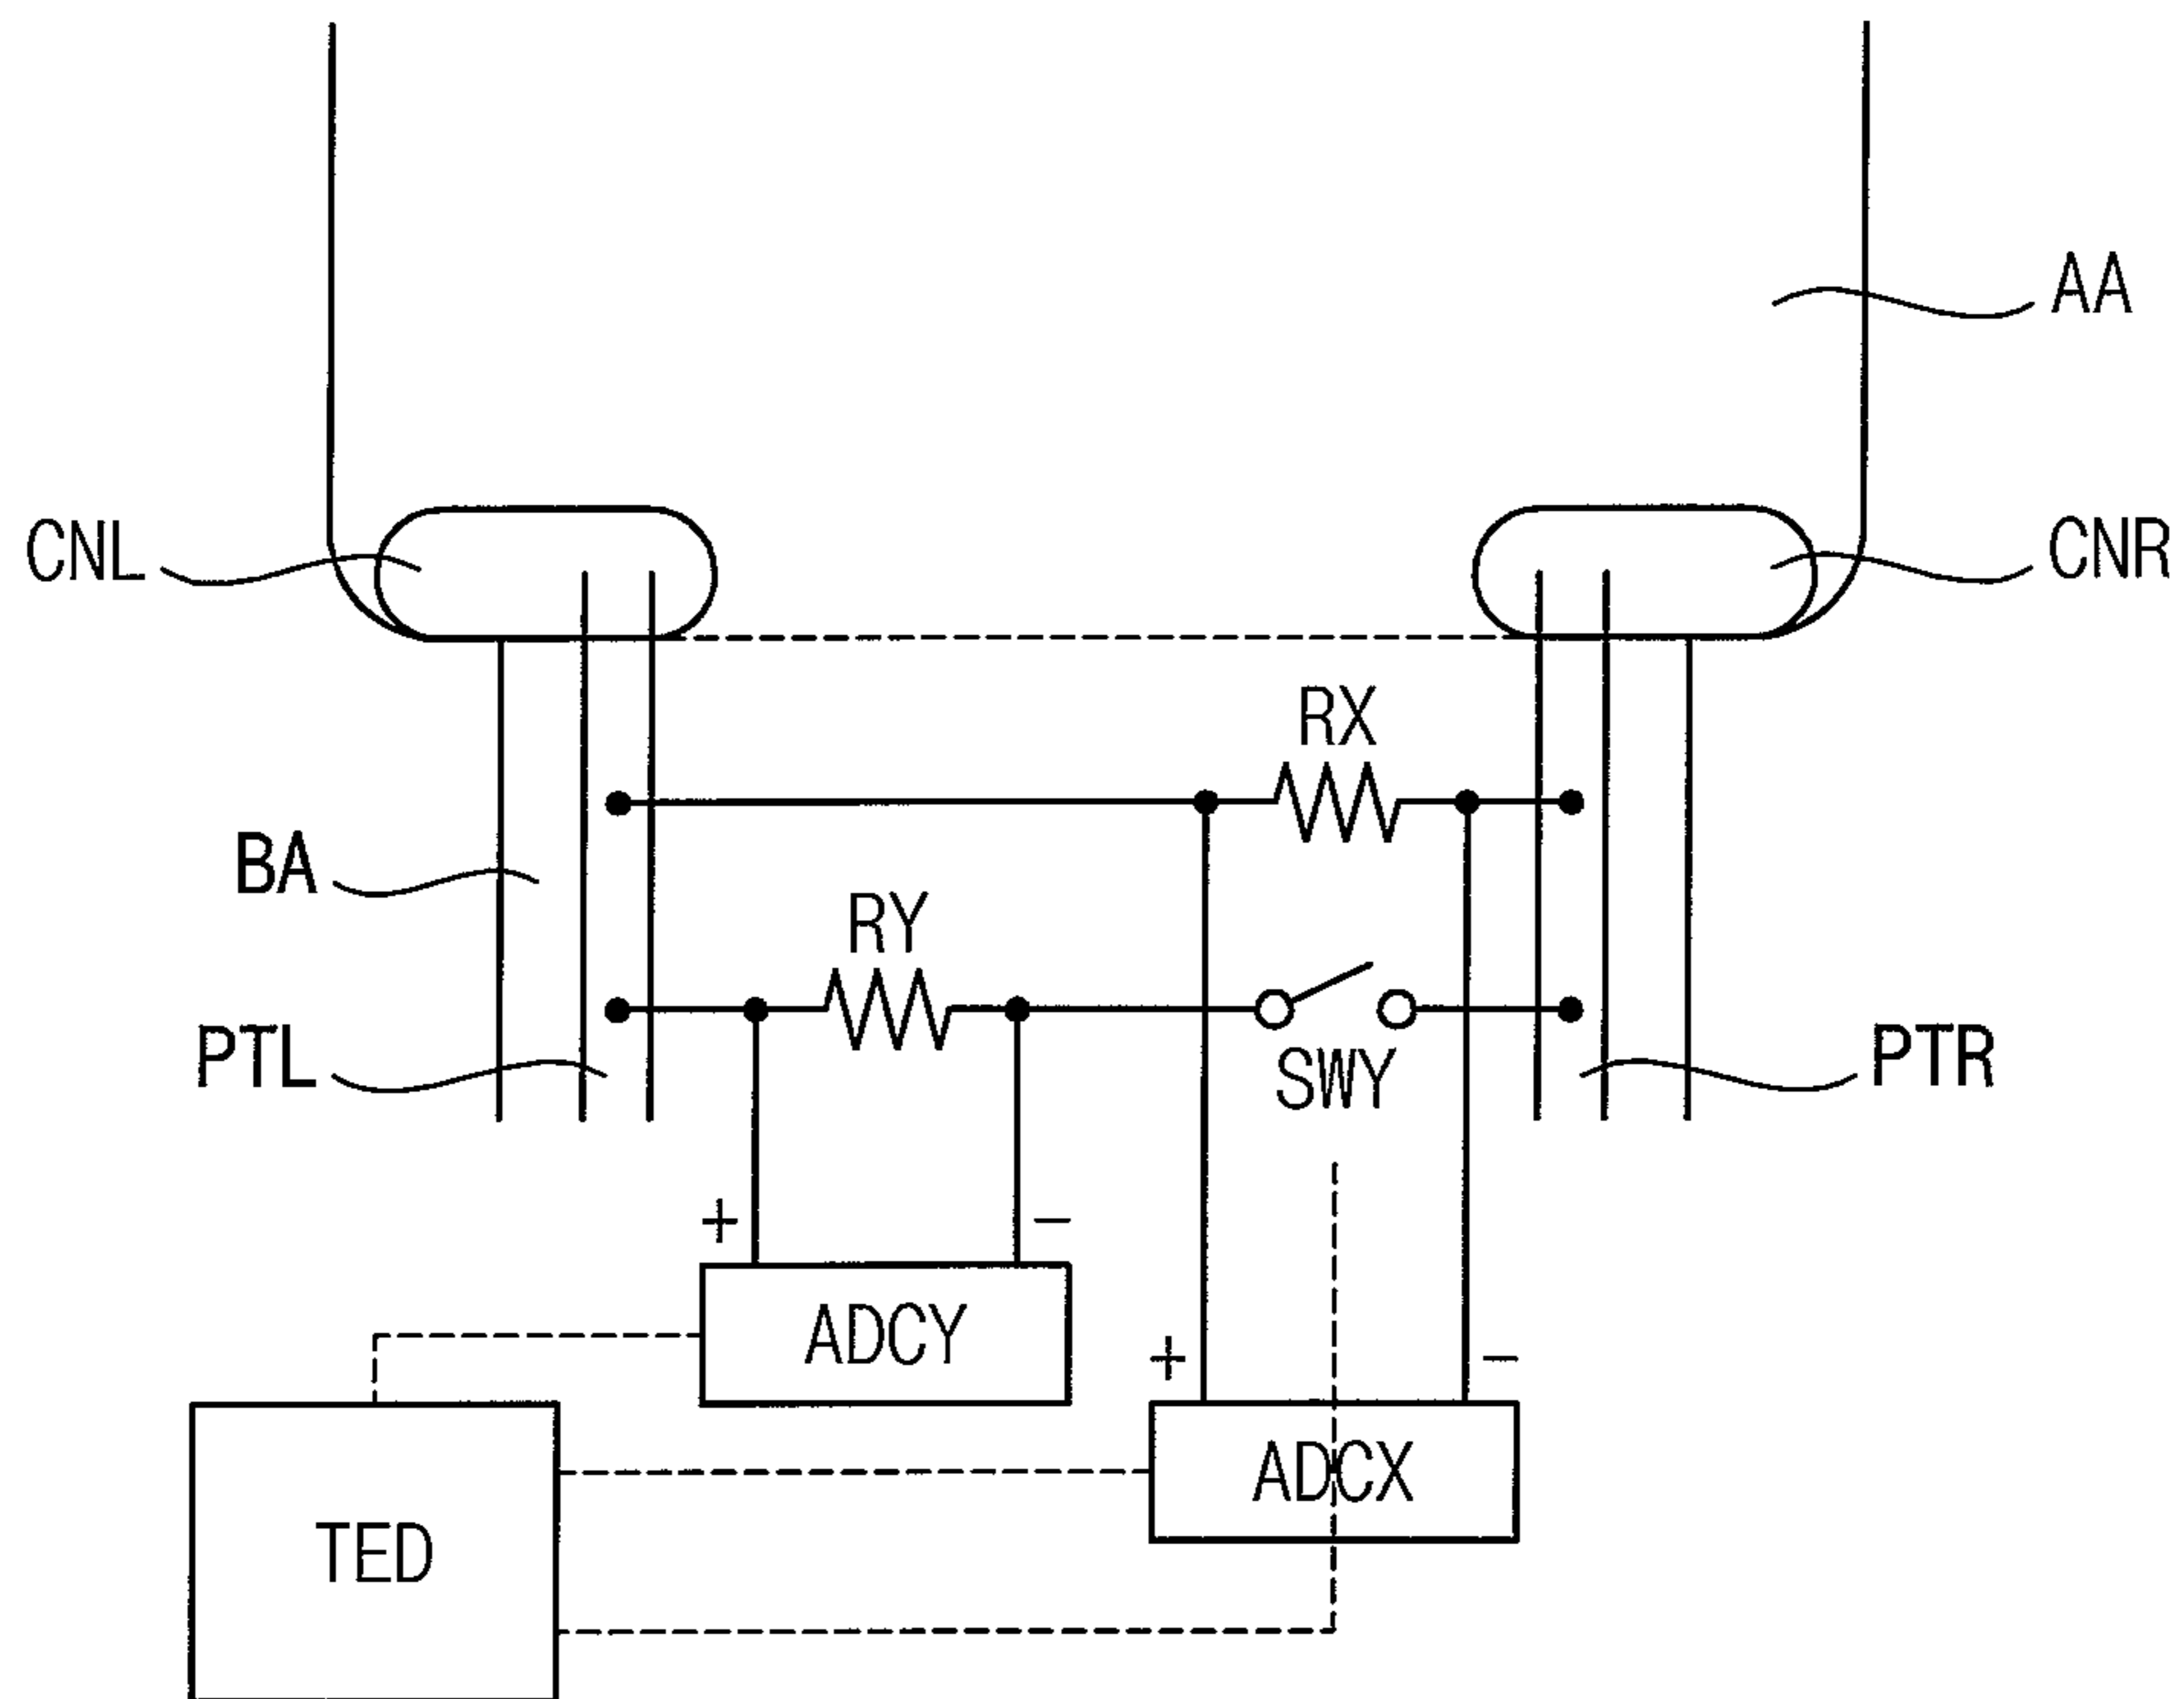 AA
CNL
CNR
RX
BA
RY
PTL
SWY
PTR
+
−
ADCY
+
−
ADCX
TED